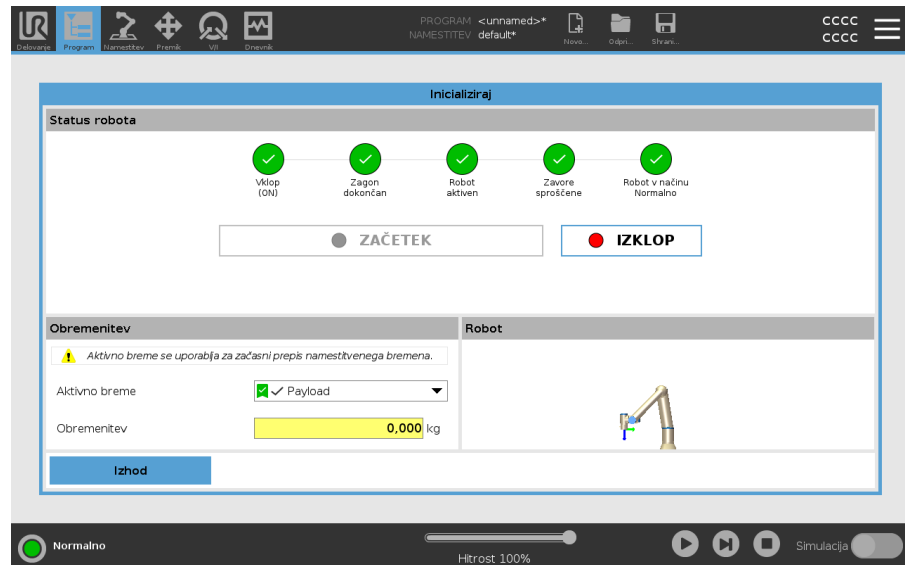 PROGRAM <unnamed>*
NAMESTITEV default*
cccc
cccc
Delovanje Program Namestitev Premik V/I Dnevnik Novo... Odpri... Shrani...
Inicializiraj
Status robota
Vklop
(ON)
Zagon
dokončan
Robot
aktiven
Zavore
sproščene
Robot v načinu
Normalno
ZAČETEK
IZKLOP
Obremenitev
Robot
Aktivno breme se uporablja za začasni prepis namestitvenega bremena.
Aktivno breme Payload
Obremenitev 0,000 kg
Izhod
Normalno
Hitrost 100%
Simulacija